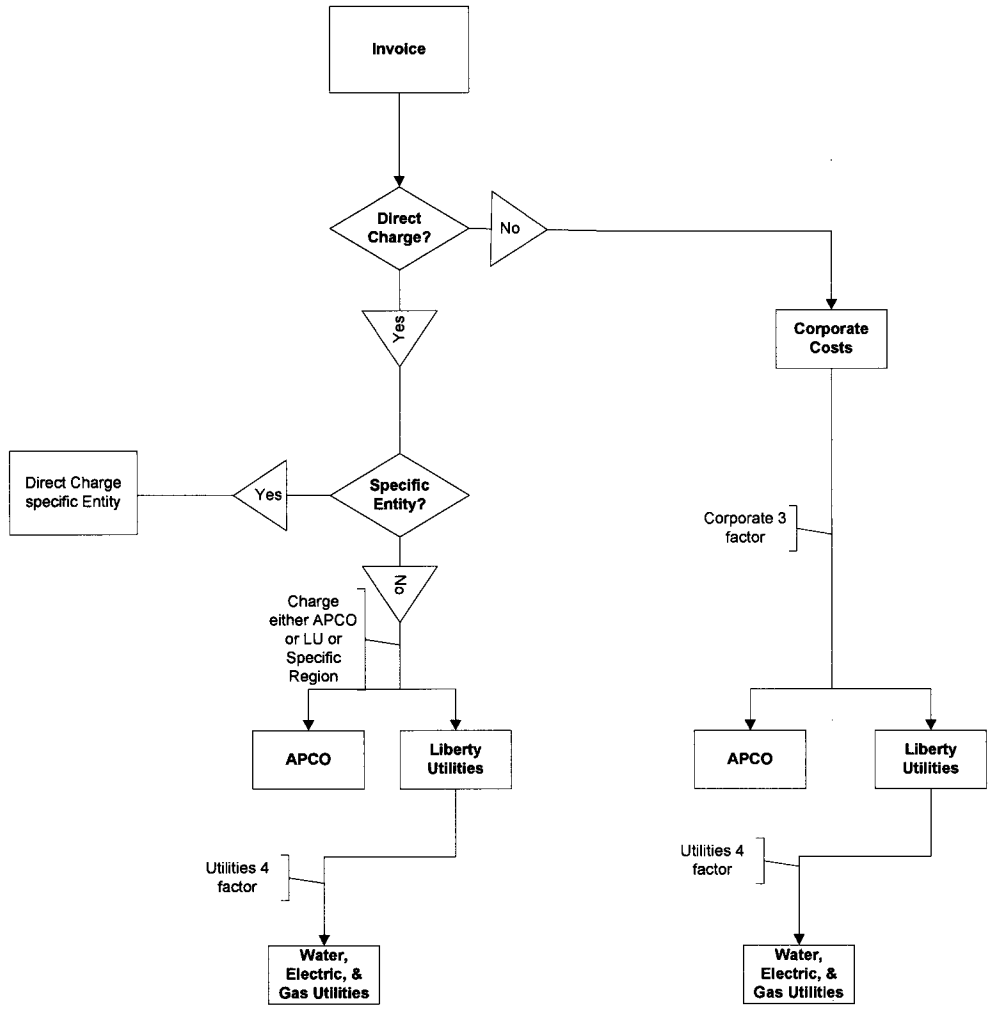 Invoice
Direct
Charge?
No
Yes
Corporate
Costs
Direct Charge
specific Entity
Yes
Specific
Entity?
Corporate 3
factor
No
Charge
either APCO
or LU or
Specific
Region
APCO
Liberty
Utilities
APCO
Liberty
Utilities
Utilities 4
factor
Utilities 4
factor
Water,
Electric, &
Gas Utilities
Water,
Electric, &
Gas Utilities